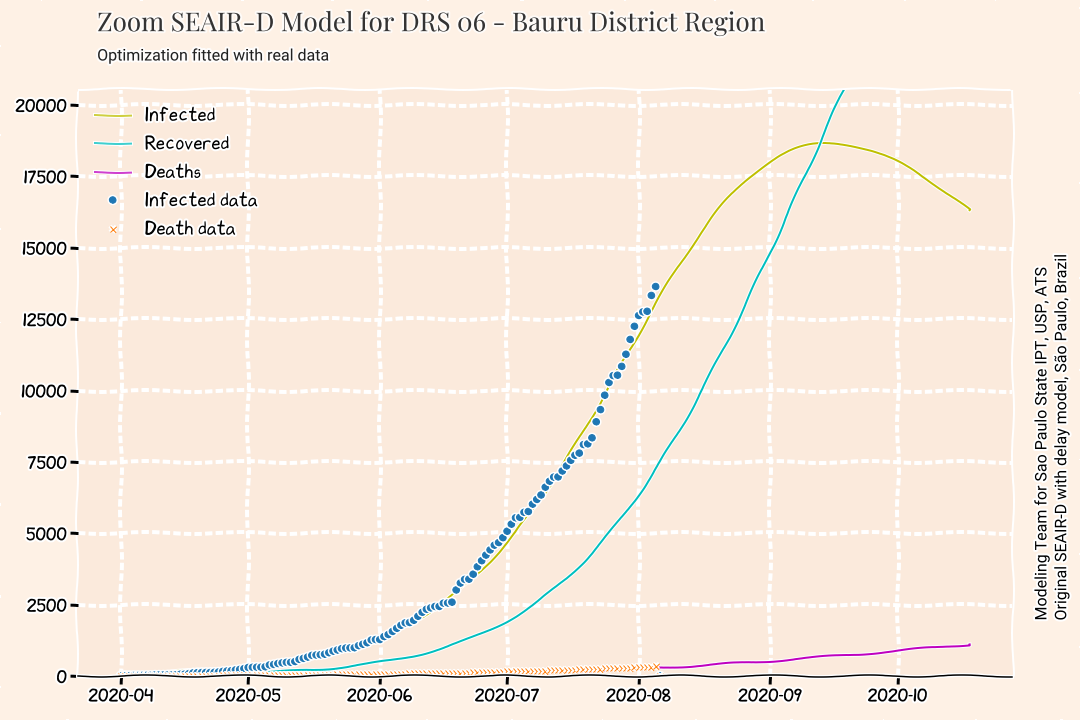 Zoom SEAIR-D Model for DRS 06 - Bauru District Region
Optimization fitted with real data
20000
17500
15000
12500
10000
7500
5000
2500
0
Infected
Recovered
Deaths
Infected data
Death data
2020-04
2020-05
2020-06
2020-07
2020-08
2020-09
2020-10
Modeling Team for Sao Paulo State IPT, USP, ATS
Original SEAIR-D with delay model, São Paulo, Brazil